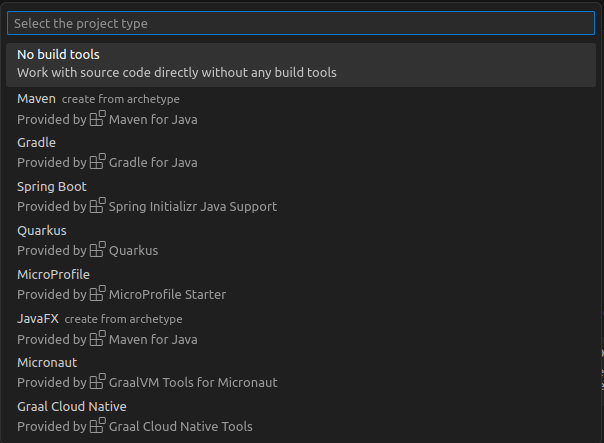 Select the project type
No build tools
Work with source code directly without any build tools
Maven create from archetype
Provided by Maven for Java
Gradle
Provided by Gradle for Java
Spring Boot
Provided by Spring Initializr Java Support
Quarkus
Provided by Quarkus
MicroProfile
Provided by MicroProfile Starter
JavaFX create from archetype
Provided by Maven for Java
Micronaut
Provided by GraalVM Tools for Micronaut
Graal Cloud Native
Provided by Graal Cloud Native Tools